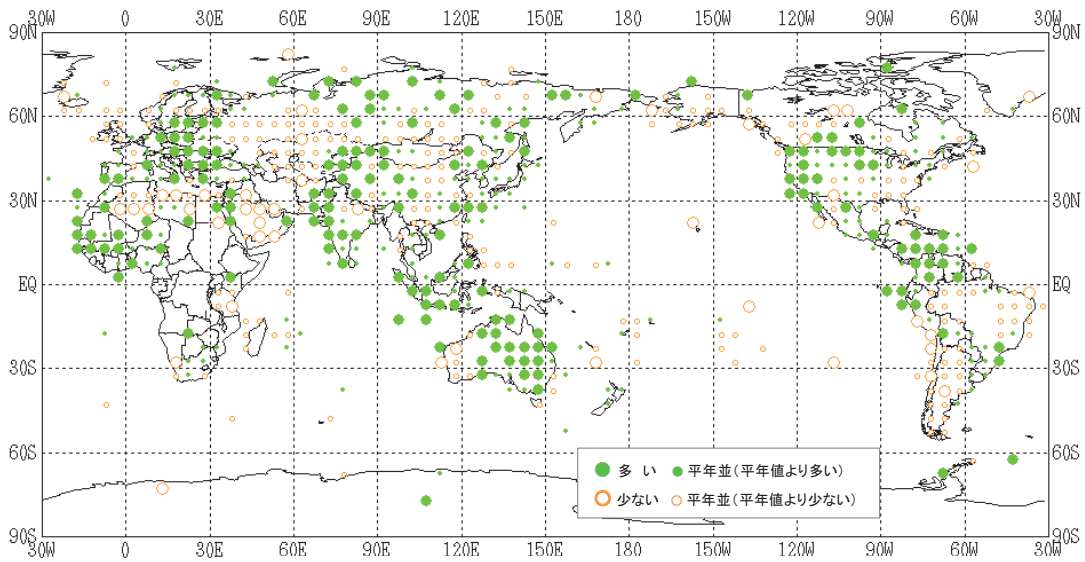 30W 0 30E 60E 90E 120E 150E 180 150W 120W 90W 60W 30W
90N 90N
60N 60N
30N 30N
EQ EQ
30S 30S
60S 60S
多 い 平年並(平年値より多い)
少ない 平年並(平年値より少ない)
90S 90S
30W 0 30E 60E 90E 120E 150E 180 150W 120W 90W 60W 30W